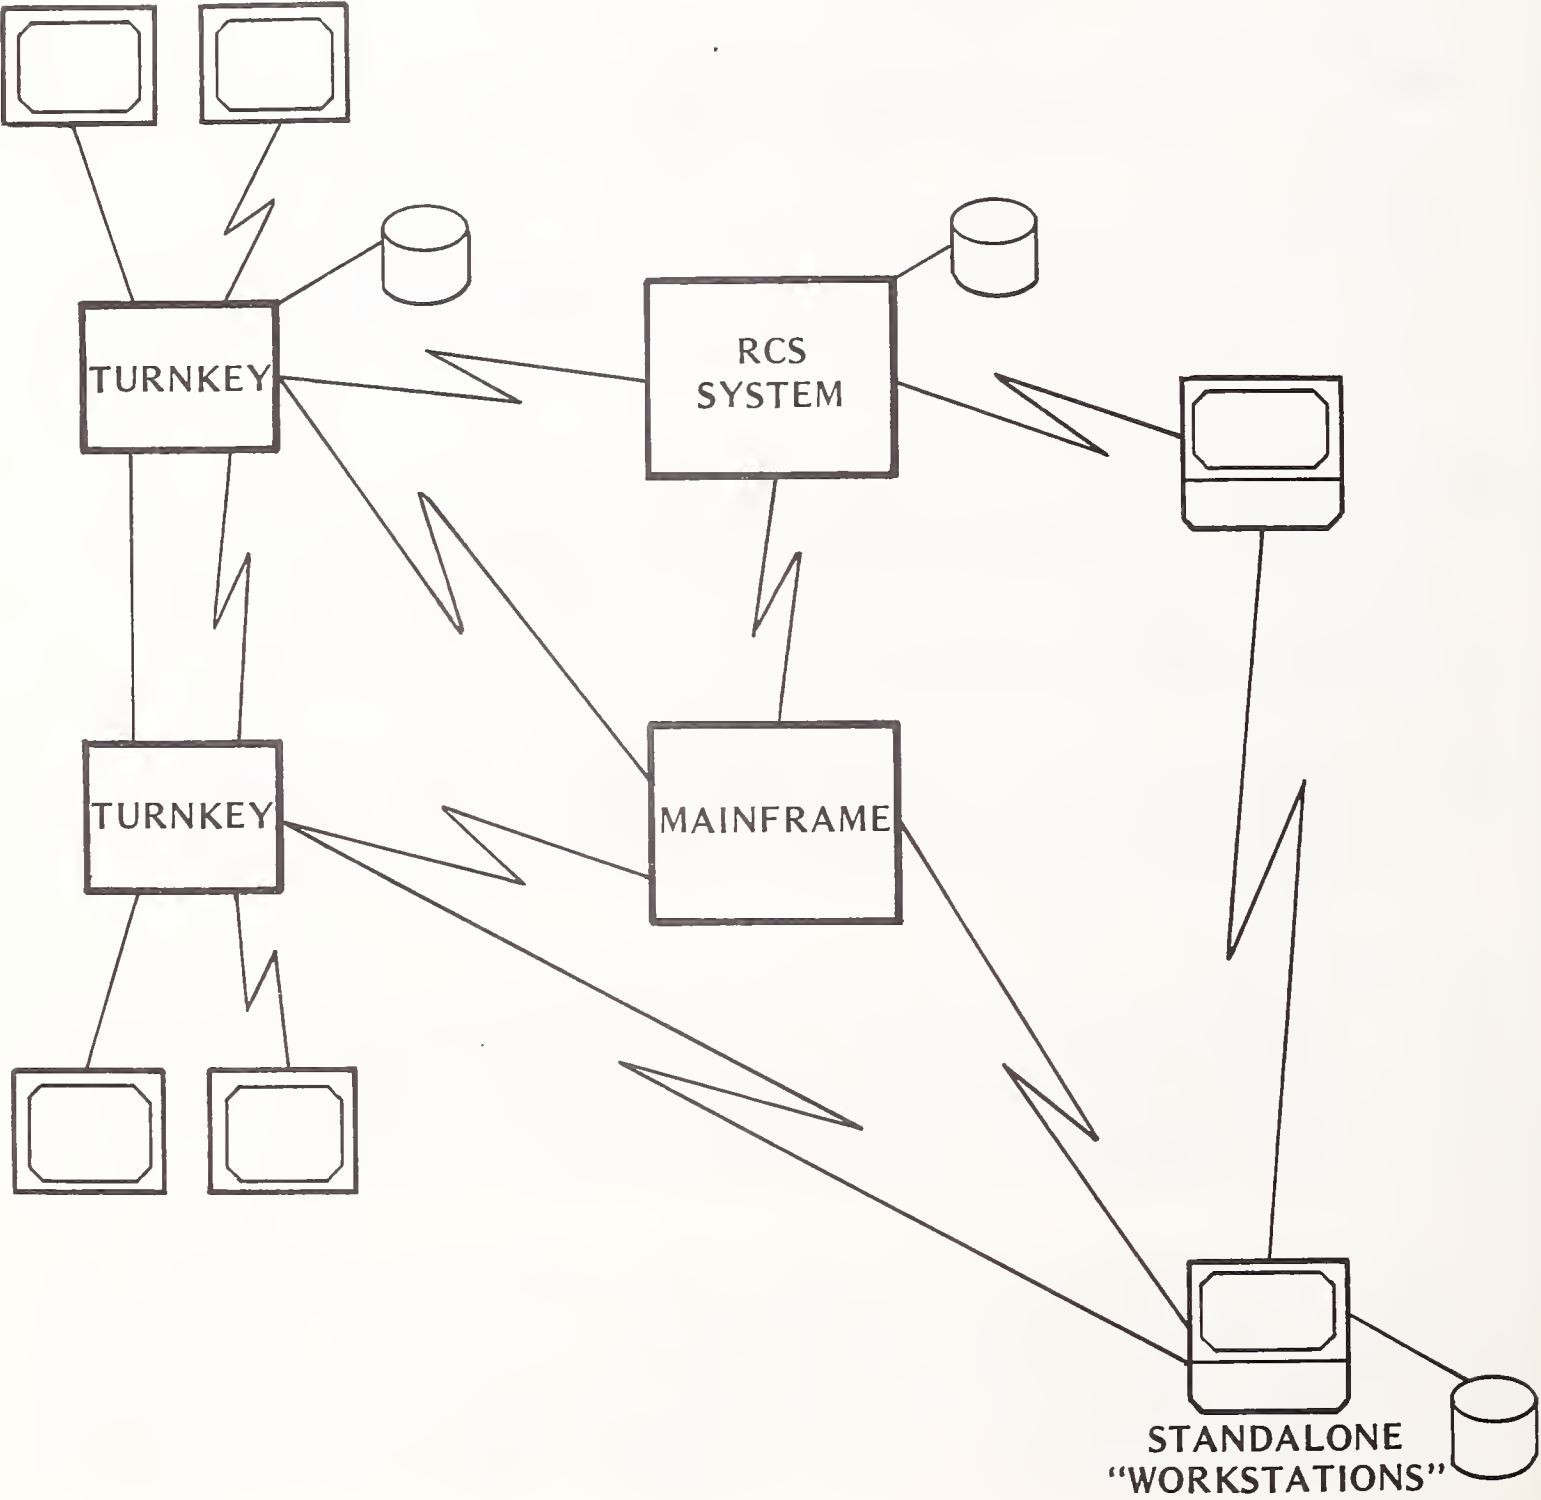 TURNKEY
RCS
SYSTEM
TURNKEY
MAINFRAME
STANDALONE
"WORKSTATIONS"